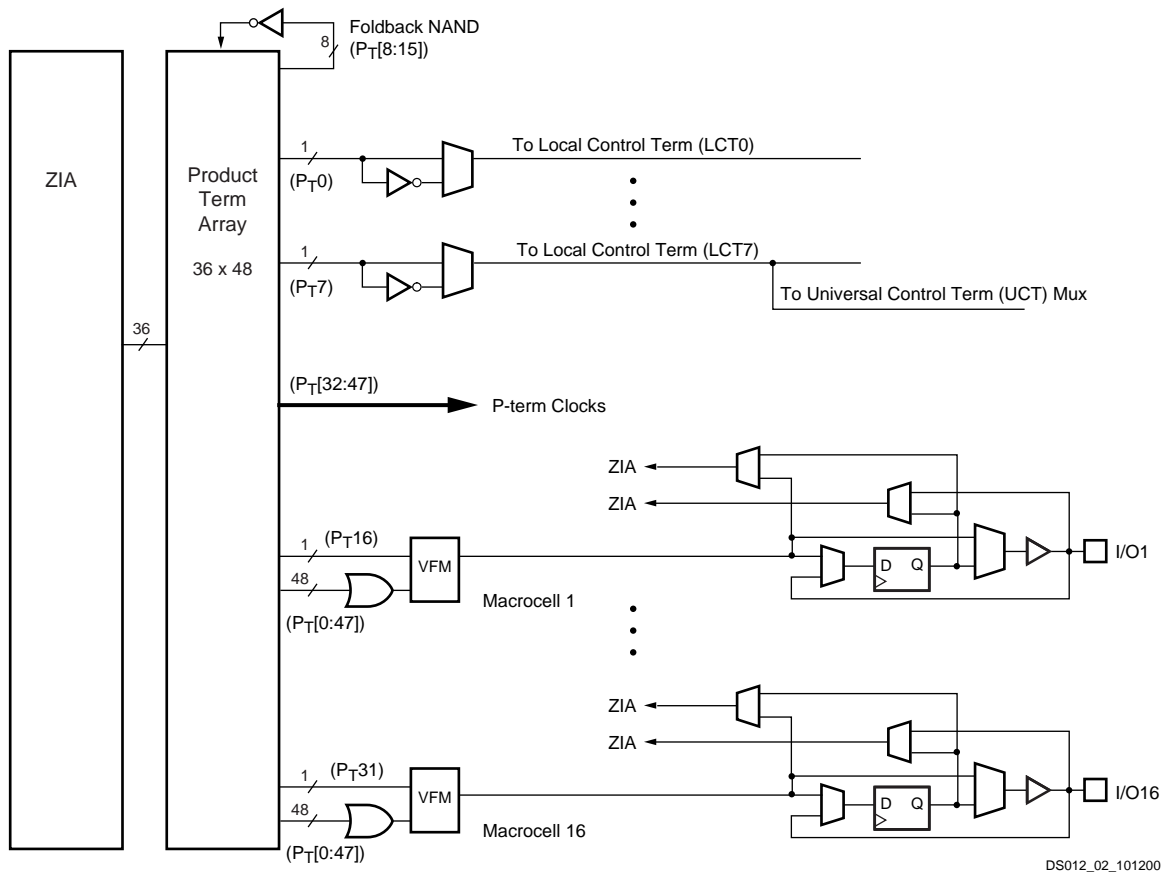 Foldback NAND
8
(PT[8:15])
ZIA
Product
Term
Array
36 x 48
36
1
(PT0)
To Local Control Term (LCT0)
1
(PT7)
To Local Control Term (LCT7)
To Universal Control Term (UCT) Mux
(PT[32:47])
P-term Clocks
ZIA
ZIA
1
(PT16)
48
(PT[0:47])
VFM
Macrocell 1
D Q
I/O1
ZIA
ZIA
1
(PT31)
48
(PT[0:47])
VFM
Macrocell 16
D Q
I/O16
DS012_02_101200